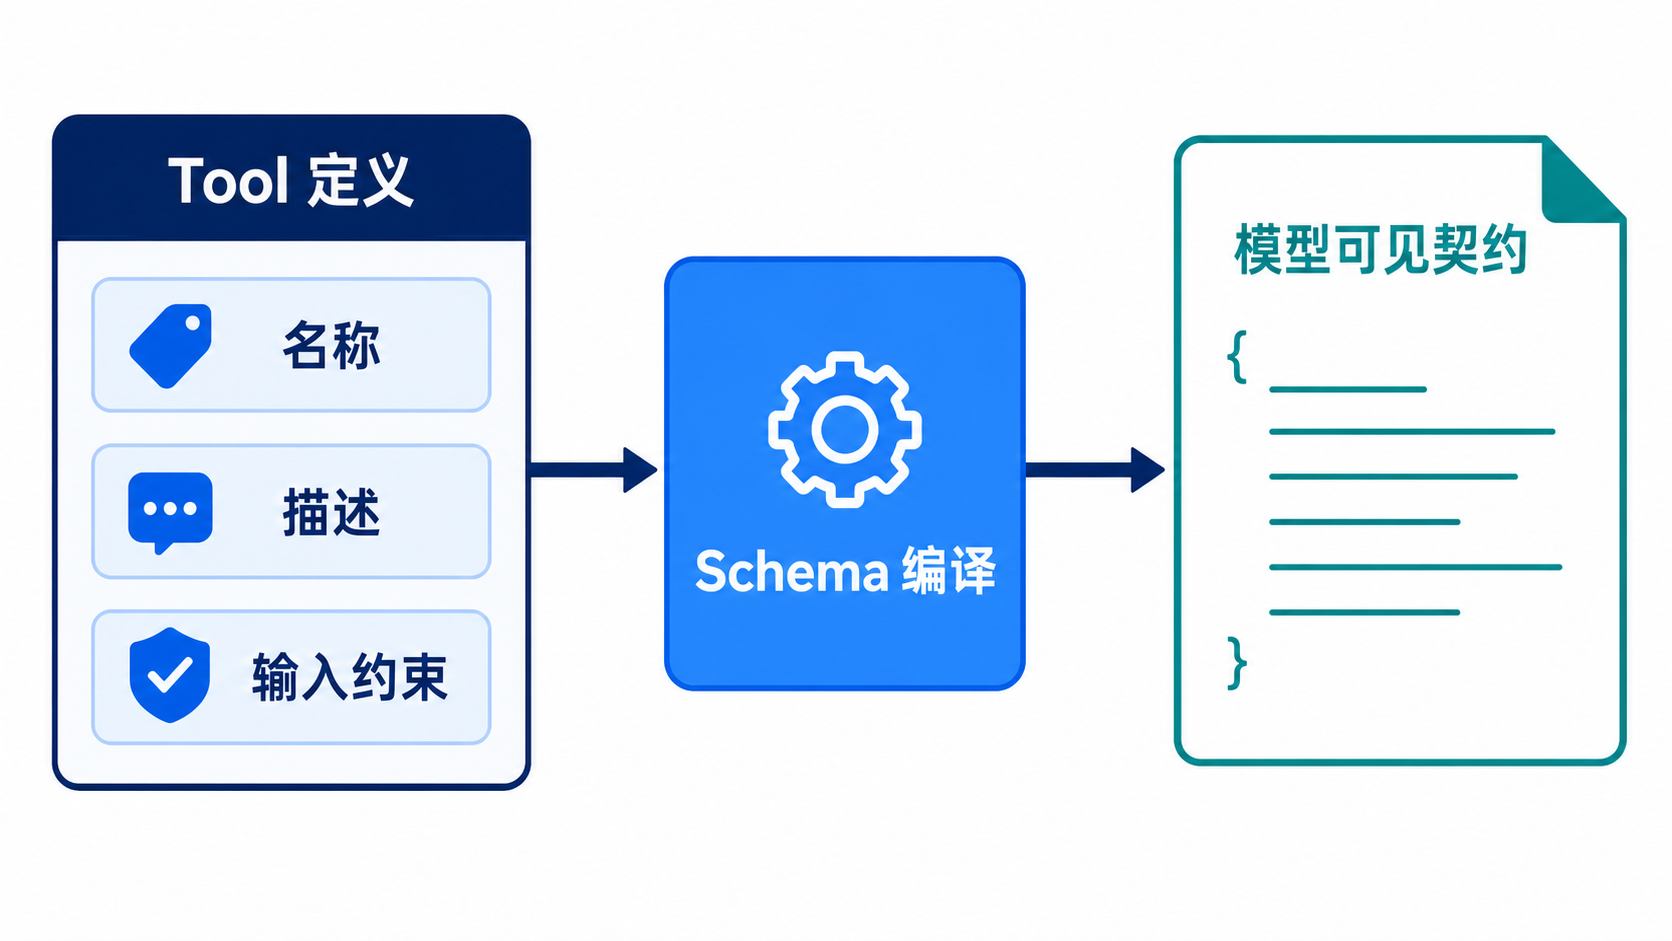 Tool 定义
名称
描述
输入约束
Schema 编译
模型可见契约
{
}